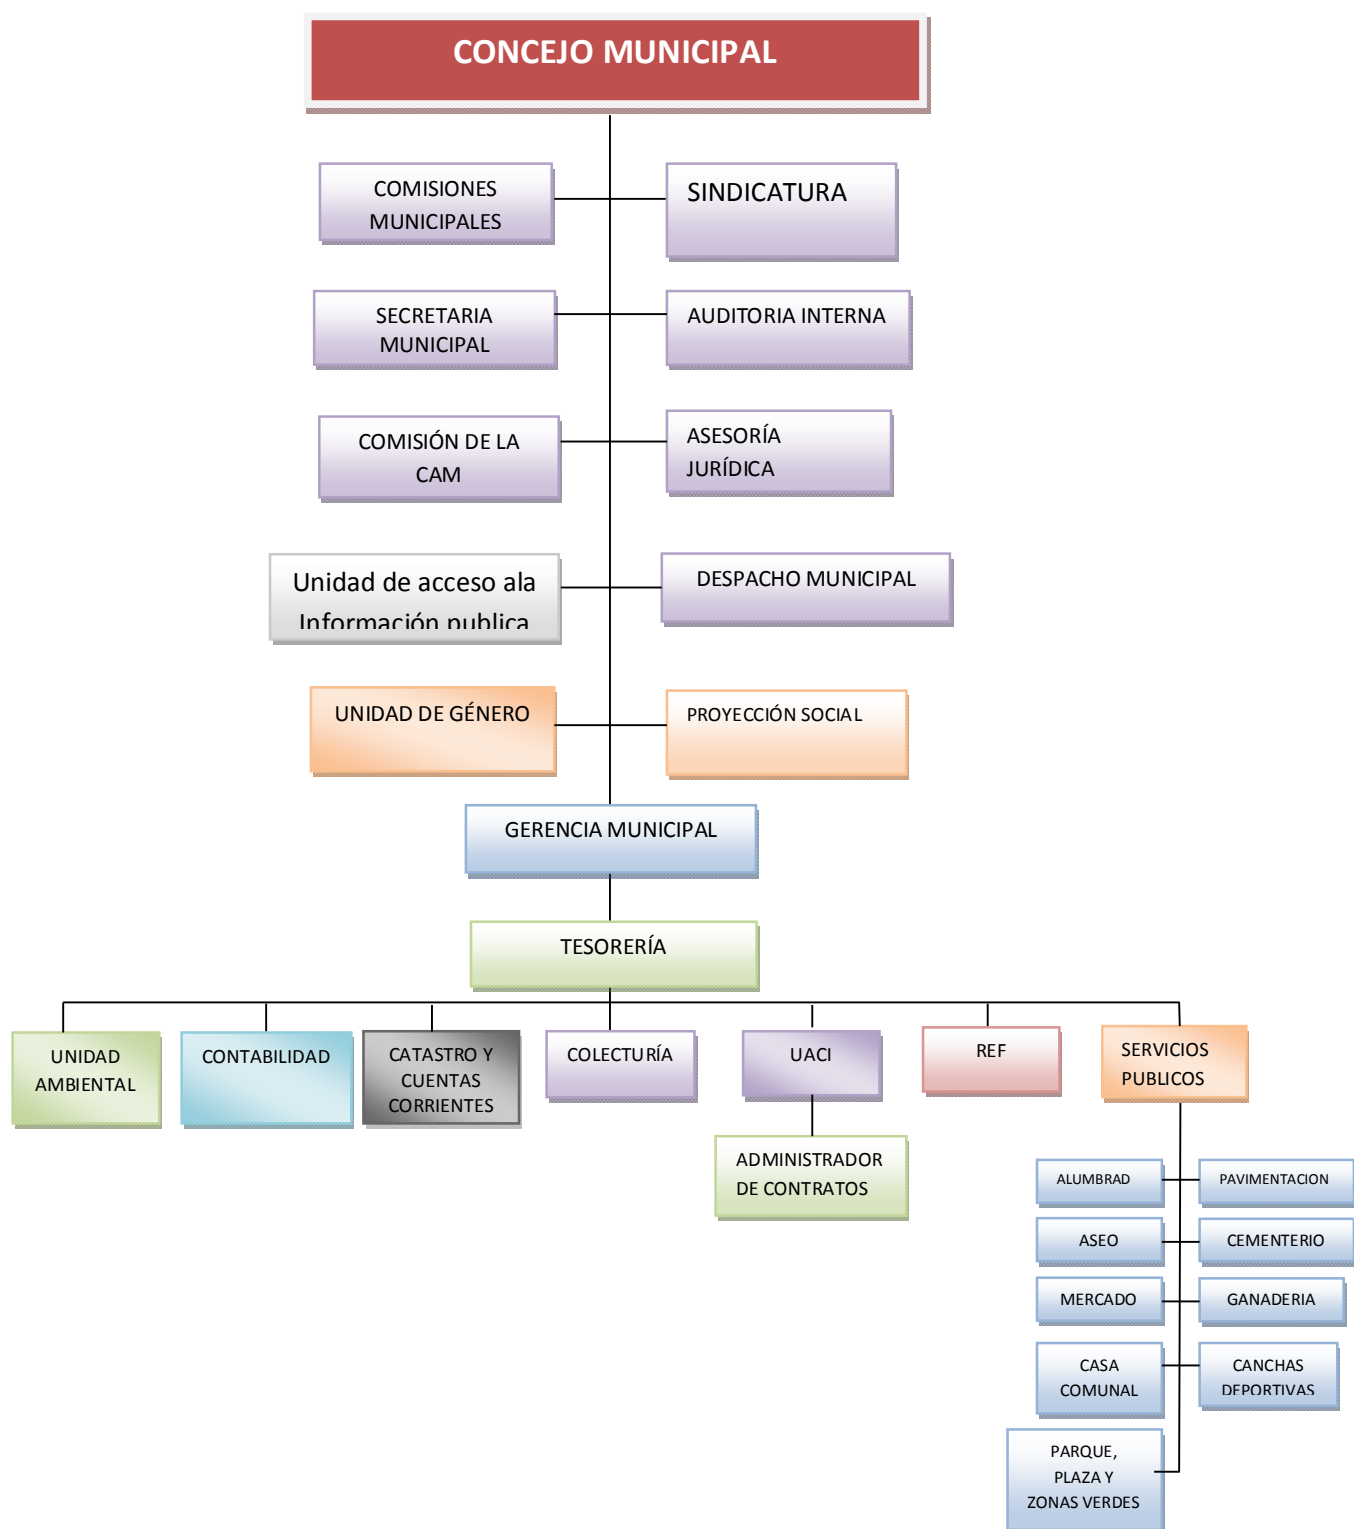 CONCEJO MUNICIPAL
COMISIONES
MUNICIPALES
SINDICATURA
SECRETARIA
MUNICIPAL
AUDITORIA INTERNA
COMISIÓN DE LA
CAM
ASESORÍA
JURÍDICA
Unidad de acceso ala
Información publica
DESPACHO MUNICIPAL
UNIDAD DE GÉNERO
PROYECCIÓN SOCIAL
GERENCIA MUNICIPAL
TESORERÍA
UNIDAD
AMBIENTAL
CONTABILIDAD
CATASTRO Y
CUENTAS
CORRIENTES
COLECTURÍA
UACI
REF
SERVICIOS
PUBLICOS
ADMINISTRADOR
DE CONTRATOS
ALUMBRAD
PAVIMENTACION
ASEO
CEMENTERIO
MERCADO
GANADERIA
CASA
COMUNAL
CANCHAS
DEPORTIVAS
PARQUE,
PLAZA Y
ZONAS VERDES